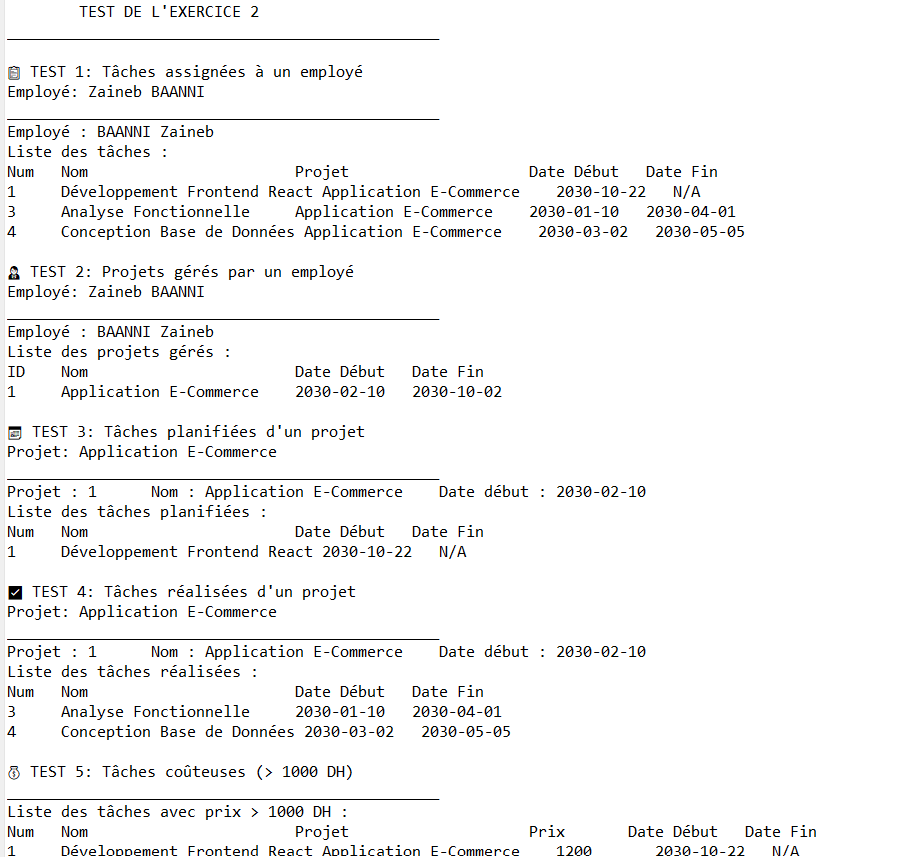 TEST DE L'EXERCICE 2
________________________________________________
📋 TEST 1: Tâches assignées à un employé
Employé: Zaineb BAANNI
________________________________________________
Employé : BAANNI Zaineb
Liste des tâches :
Num   Nom                       Projet                    Date Début   Date Fin
1     Développement Frontend React Application E-Commerce    2030-10-22   N/A
3     Analyse Fonctionnelle     Application E-Commerce    2030-01-10   2030-04-01
4     Conception Base de Données Application E-Commerce    2030-03-02   2030-05-05
👩‍💼 TEST 2: Projets gérés par un employé
Employé: Zaineb BAANNI
________________________________________________
Employé : BAANNI Zaineb
Liste des projets gérés :
ID    Nom                       Date Début   Date Fin
1     Application E-Commerce    2030-02-10   2030-10-02
📅 TEST 3: Tâches planifiées d'un projet
Projet: Application E-Commerce
________________________________________________
Projet : 1      Nom : Application E-Commerce    Date début : 2030-02-10
Liste des tâches planifiées :
Num   Nom                       Date Début   Date Fin
1     Développement Frontend React 2030-10-22   N/A
✅ TEST 4: Tâches réalisées d'un projet
Projet: Application E-Commerce
________________________________________________
Projet : 1      Nom : Application E-Commerce    Date début : 2030-02-10
Liste des tâches réalisées :
Num   Nom                       Date Début   Date Fin
3     Analyse Fonctionnelle     2030-01-10   2030-04-01
4     Conception Base de Données 2030-03-02   2030-05-05
💰 TEST 5: Tâches coûteuses (> 1000 DH)
________________________________________________
Liste des tâches avec prix > 1000 DH :
Num   Nom                       Projet                    Prix       Date Début   Date Fin
1     Développement Frontend React Application E-Commerce    1200       2030-10-22   N/A